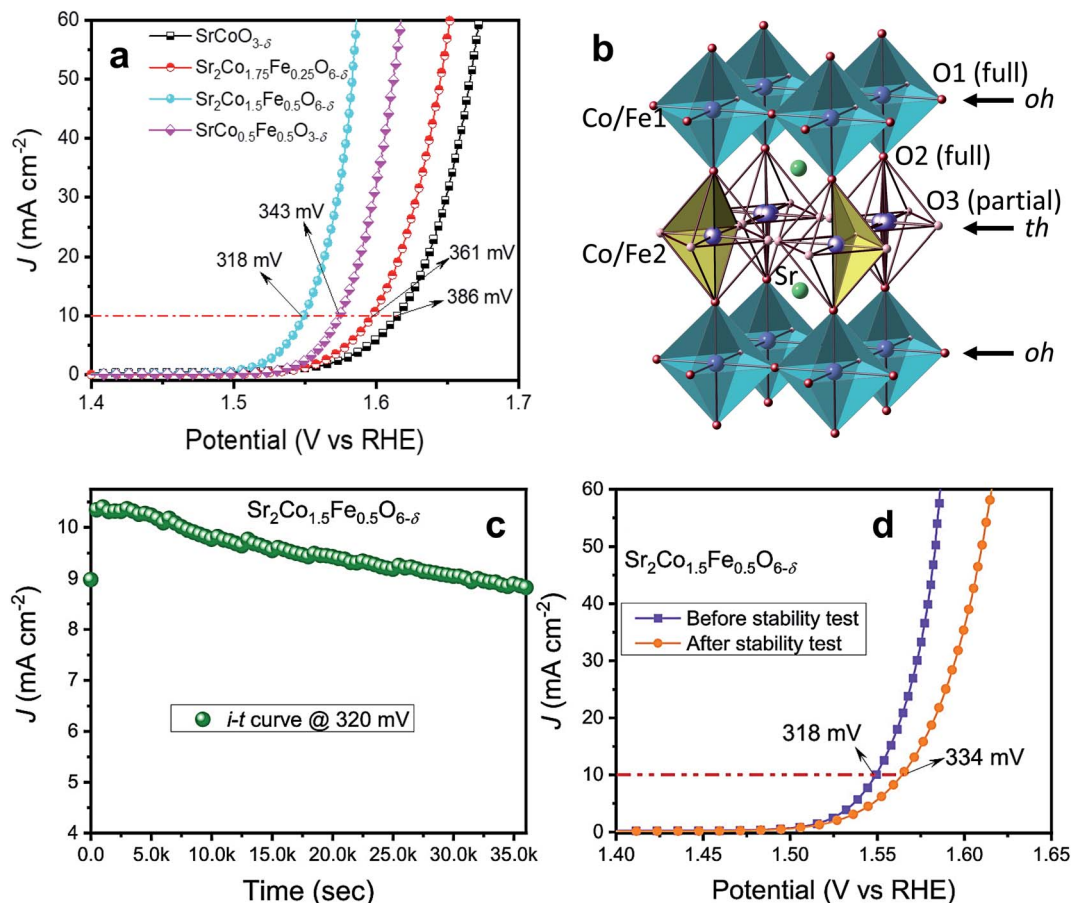 a
60
50
40
30
20
10
0
J (mA cm⁻²)
SrCoO₃₋δ
Sr₂Co₁.₇₅Fe₀.₂₅O₆₋δ
Sr₂Co₁.₅Fe₀.₅O₆₋δ
SrCo₀.₅Fe₀.₅O₃₋δ
343 mV
318 mV
361 mV
386 mV
1.4 1.5 1.6 1.7
Potential (V vs RHE)
b
O1 (full)
oh
Co/Fe1
O2 (full)
O3 (partial)
th
Co/Fe2
Sr
oh
c
Sr₂Co₁.₅Fe₀.₅O₆₋δ
11
10
9
8
7
6
5
4
J (mA cm⁻²)
i-t curve @ 320 mV
0.0 5.0k 10.0k 15.0k 20.0k 25.0k 30.0k 35.0k
Time (sec)
d
60
50
40
30
20
10
0
J (mA cm⁻²)
Sr₂Co₁.₅Fe₀.₅O₆₋δ
Before stability test
After stability test
318 mV
334 mV
1.40 1.45 1.50 1.55 1.60 1.65
Potential (V vs RHE)